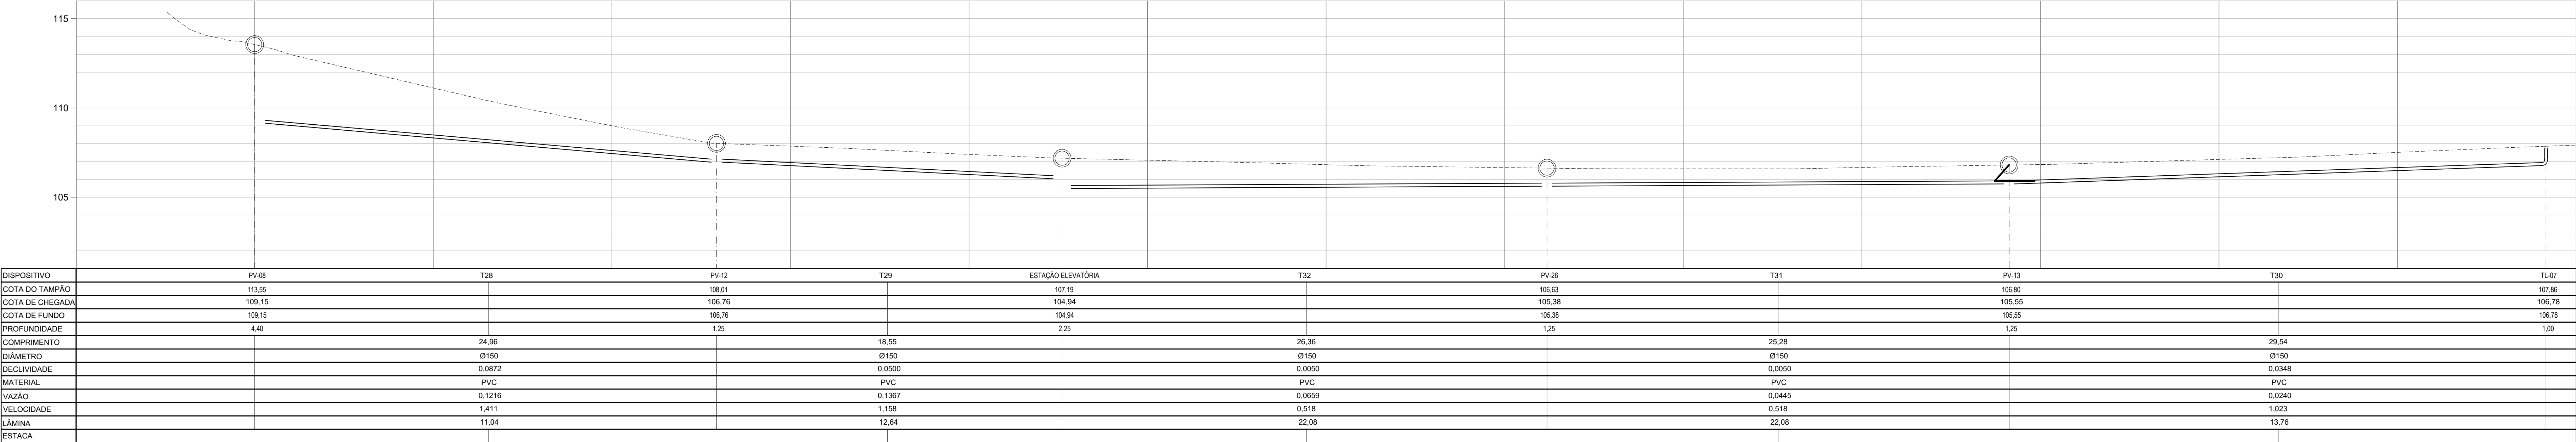 115
110
105
DISPOSITIVO PV-08 T28 PV-12 T29 ESTAÇÃO ELEVATÓRIA T32 PV-26 T31 PV-13 T30 TL-07
COTA DO TAMPÃO 113,55 108,01 107,19 106,63 106,80 107,86
COTA DE CHEGADA 109,15 106,76 104,94 105,38 105,55 106,78
COTA DE FUNDO 109,15 106,76 104,94 105,38 105,55 106,78
PROFUNDIDADE 4,40 1,25 2,25 1,25 1,25 1,00
COMPRIMENTO 24,96 18,55 26,36 25,28 29,54
DIÂMETRO Ø150 Ø150 Ø150 Ø150 Ø150
DECLIVIDADE 0,0872 0,0500 0,0050 0,0050 0,0348
MATERIAL PVC PVC PVC PVC PVC
VAZÃO 0,1216 0,1367 0,0659 0,0445 0,0240
VELOCIDADE 1,411 1,158 0,518 0,518 1,023
LÂMINA 11,04 12,64 22,08 22,08 13,76
ESTACA